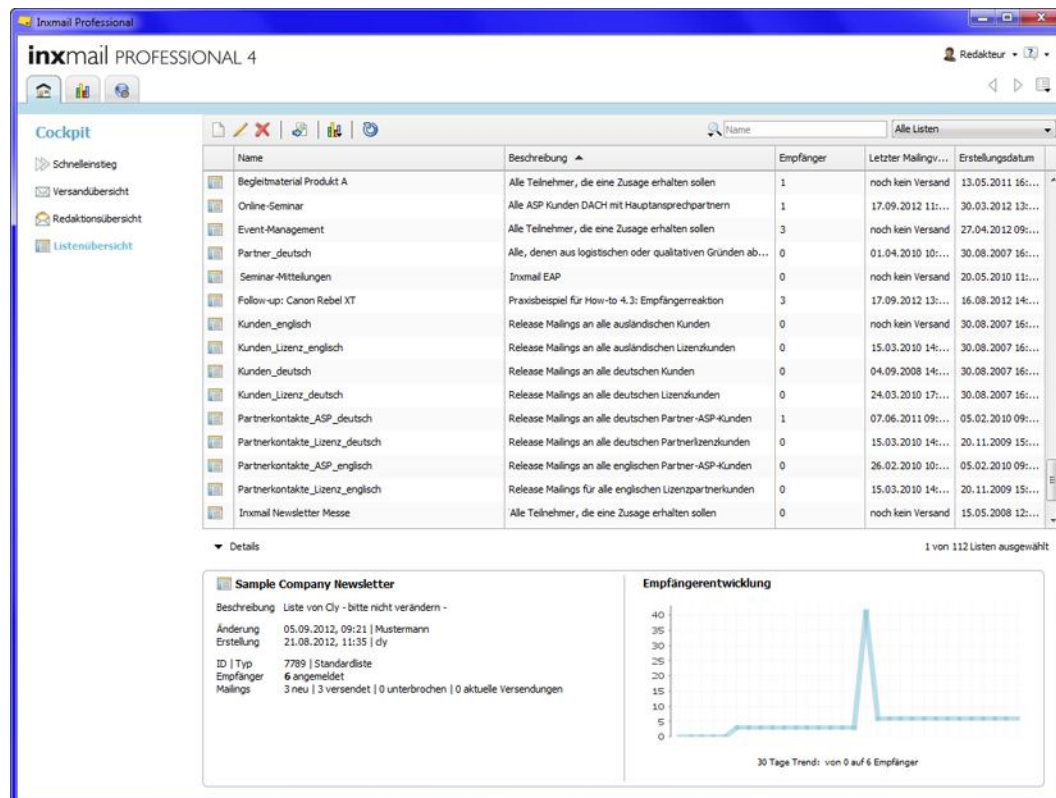 Inxmail Professional
inxmail PROFESSIONAL 4
Redakteur
Cockpit
Schnelleinstieg
Versandübersicht
Redaktionsübersicht
Listenübersicht
Name
Alle Listen
Name Beschreibung Empfänger Letzter Mailingv... Erstellungsdatum
Begleitmaterial Produkt A Alle Teilnehmer, die eine Zusage erhalten sollen 1 noch kein Versand 13.05.2011 16:...
Online-Seminar Alle ASP Kunden DACH mit Hauptansprechpartnern 1 17.09.2012 11:... 30.03.2012 13:...
Event-Management Alle Teilnehmer, die eine Zusage erhalten sollen 3 noch kein Versand 27.04.2012 09:...
Partner_deutsch Alle, denen aus logistischen oder qualitativen Gründen ab... 0 01.04.2010 10:... 30.08.2007 16:...
Seminar-Mitteilungen Inxmail EAP 0 noch kein Versand 20.05.2010 11:...
Follow-up: Canon Rebel XT Praxisbeispiel für How-to 4.3: Empfängerreaktion 3 17.09.2012 13:... 16.08.2012 14:...
Kunden_englisch Release Mailings an alle ausländischen Kunden 0 noch kein Versand 30.08.2007 16:...
Kunden_Lizenz_englisch Release Mailings an alle ausländischen Lizenzkunden 0 15.03.2010 14:... 30.08.2007 16:...
Kunden_deutsch Release Mailings an alle deutschen Kunden 0 04.09.2008 14:... 30.08.2007 16:...
Kunden_Lizenz_deutsch Release Mailings an alle deutschen Lizenzkunden 0 24.03.2010 17:... 30.08.2007 16:...
Partnerkontakte_ASP_deutsch Release Mailings an alle deutschen Partner-ASP-Kunden 1 07.06.2011 09:... 05.02.2010 09:...
Partnerkontakte_Lizenz_deutsch Release Mailings an alle deutschen Partnerlizenzkunden 0 15.03.2010 14:... 20.11.2009 15:...
Partnerkontakte_ASP_englisch Release Mailings an alle englischen Partner-ASP-Kunden 0 26.02.2010 10:... 05.02.2010 09:...
Partnerkontakte_Lizenz_englisch Release Mailings für alle englischen Lizenzpartnerkunden 0 15.03.2010 14:... 20.11.2009 15:...
Inxmail Newsletter Messe 'Alle Teilnehmer, die eine Zusage erhalten sollen 0 noch kein Versand 15.05.2008 12:...
Details
1 von 112 Listen ausgewählt
Sample Company Newsletter
Beschreibung Liste von Cly - bitte nicht verändern -
Änderung 05.09.2012, 09:21 | Mustermann
Erstellung 21.08.2012, 11:35 | cly
ID | Typ 7789 | Standardliste
Empfänger 6 angemeldet
Mailings 3 neu | 3 versendet | 0 unterbrochen | 0 aktuelle Versendungen
Empfängerentwicklung
40
35
30
25
20
15
10
5
0
30 Tage Trend: von 0 auf 6 Empfänger